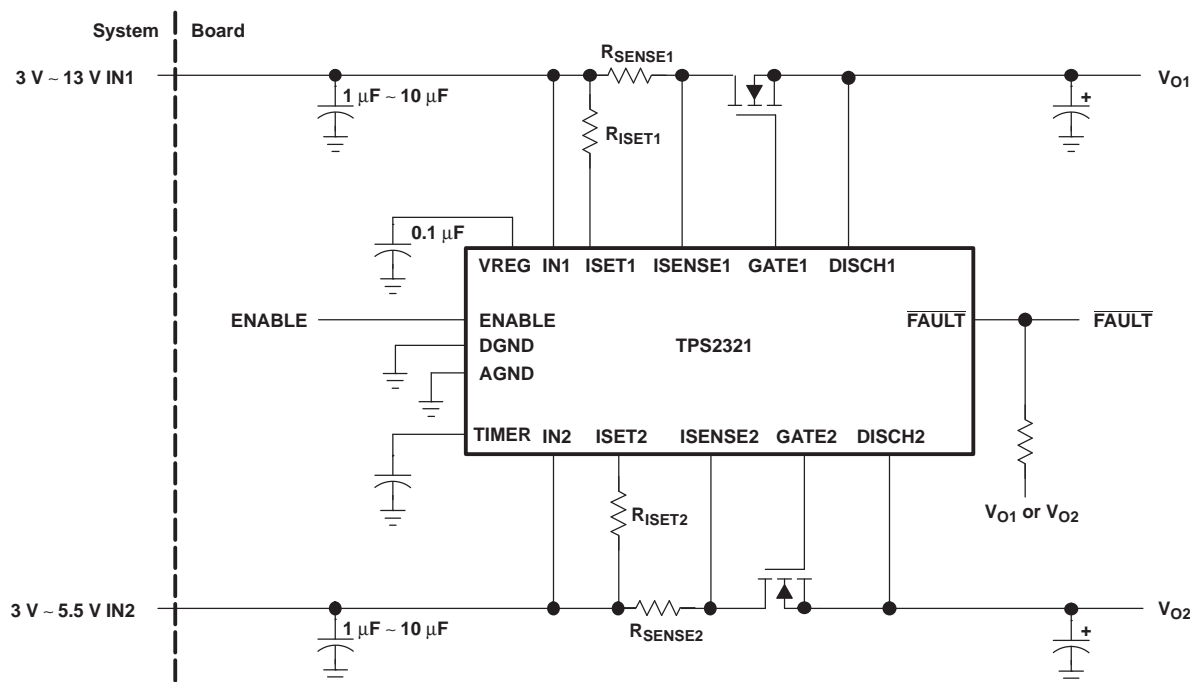 System Board
3 V ~ 13 V IN1
RSENSE1
VO1
1 µF ~ 10 µF
+
RISET1
0.1 µF
VREG IN1 ISET1 ISENSE1 GATE1 DISCH1
ENABLE ENABLE FAULT FAULT
DGND
TPS2321
AGND
TIMER IN2 ISET2 ISENSE2 GATE2 DISCH2
RISET2
VO1 or VO2
3 V ~ 5.5 V IN2
VO2
1 µF ~ 10 µF
RSENSE2
+